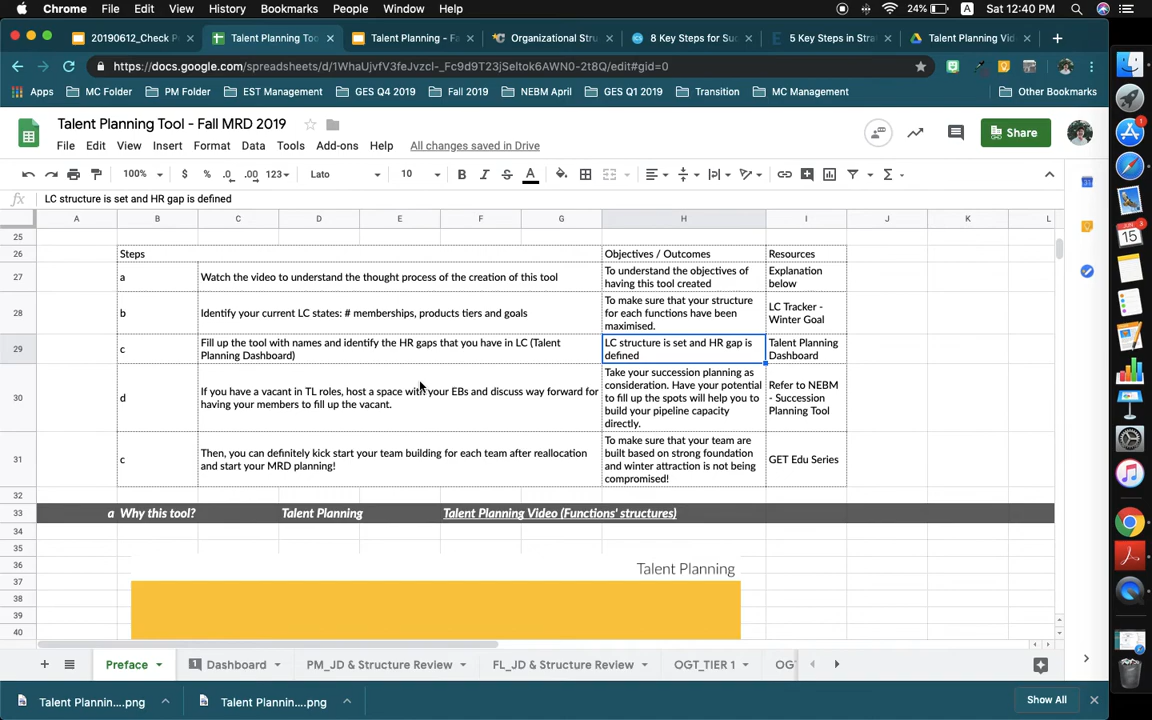 Chrome File Edit View History Bookmarks People Window Help 24% A Sat 12:40 PM
20190612_Check P Talent Planning Too Talent Planning - Fa Organizational Stru 8 Key Steps for Suc 5 Key Steps in Stra Talent Planning Vid
https://docs.google.com/spreadsheets/d/1WhaUjvfV3feJvzcI-_Fc9d9T23jSeItok6AWN0-2t8Q/edit#gid=0
Apps MC Folder PM Folder EST Management GES Q4 2019 Fall 2019 NEBM April GES Q1 2019 Transition MC Management Other Bookmarks
Talent Planning Tool - Fall MRD 2019
File Edit View Insert Format Data Tools Add-ons Help All changes saved in Drive
Share
100% $ % .0 .00 123 Lato 10 B I S A
fx LC structure is set and HR gap is defined
A B C D E F G H I J K L
25
26 Steps Objectives / Outcomes Resources
27 a Watch the video to understand the thought process of the creation of this tool
To understand the objectives of
having this tool created
Explanation
below
28 b Identify your current LC states: # memberships, products tiers and goals
To make sure that your structure
for each functions have been
maximised.
LC Tracker -
Winter Goal
29 c Fill up the tool with names and identify the HR gaps that you have in LC (Talent
Planning Dashboard)
LC structure is set and HR gap is
defined
Talent Planning
Dashboard
30 d If you have a vacant in TL roles, host a space with your EBs and discuss way forward for
having your members to fill up the vacant.
Take your succession planning as
consideration. Have your potential
to fill up the spots will help you to
build your pipeline capacity
directly.
Refer to NEBM
- Succession
Planning Tool
31 c Then, you can definitely kick start your team building for each team after reallocation
and start your MRD planning!
To make sure that your team are
built based on strong foundation
and winter attraction is not being
compromised!
GET Edu Series
32
33 a Why this tool? Talent Planning Talent Planning Video (Functions' structures)
34
35
36 Talent Planning
37
38
39
40
Preface 1 Dashboard PM_JD & Structure Review FL_JD & Structure Review OGT_TIER 1 OG
Talent Plannin....png Talent Plannin....png Show All